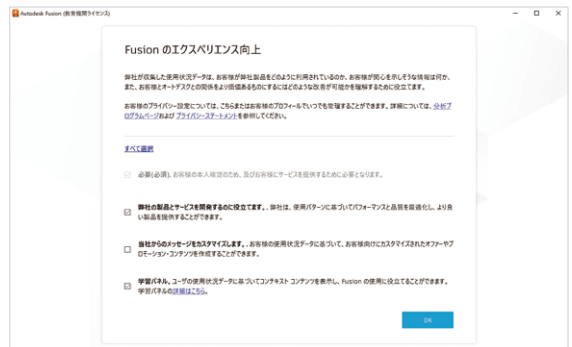 Autodesk Fusion (教育機関ライセンス)
Fusion のエクスペリエンス向上
弊社が収集した使用状況データは、お客様が弊社製品をどのように利用されているのか、お客様が関心を示しそうな情報は何か、
また、お客様とオートデスクとの関係をより価値あるものにするにはどのような改善が可能かを理解するために役立てます。
お客様のプライバシー設定については、こちらまたはお客様のプロフィールでいつでも管理することができます。詳細については、分析プ
ログラムページおよび プライバシーステートメントを参照してください。
すべて選択
必要(必須)。お客様の本人確認のため、及びお客様にサービスを提供するために必要となります。
弊社の製品とサービスを開発するのに役立てます。. 弊社は、使用パターンに基づいてパフォーマンスと品質を最適化し、より良
い製品を提供することができます。
当社からのメッセージをカスタマイズします。. お客様の使用状況データに基づいて、お客様向けにカスタマイズされたオファーやプ
ロモーション・コンテンツを作成することができます。
学習パネル。ユーザの使用状況データに基づいてコンテキスト コンテンツを表示し、Fusion の使用に役立てることができます。
学習パネルの詳細はこちら。
OK